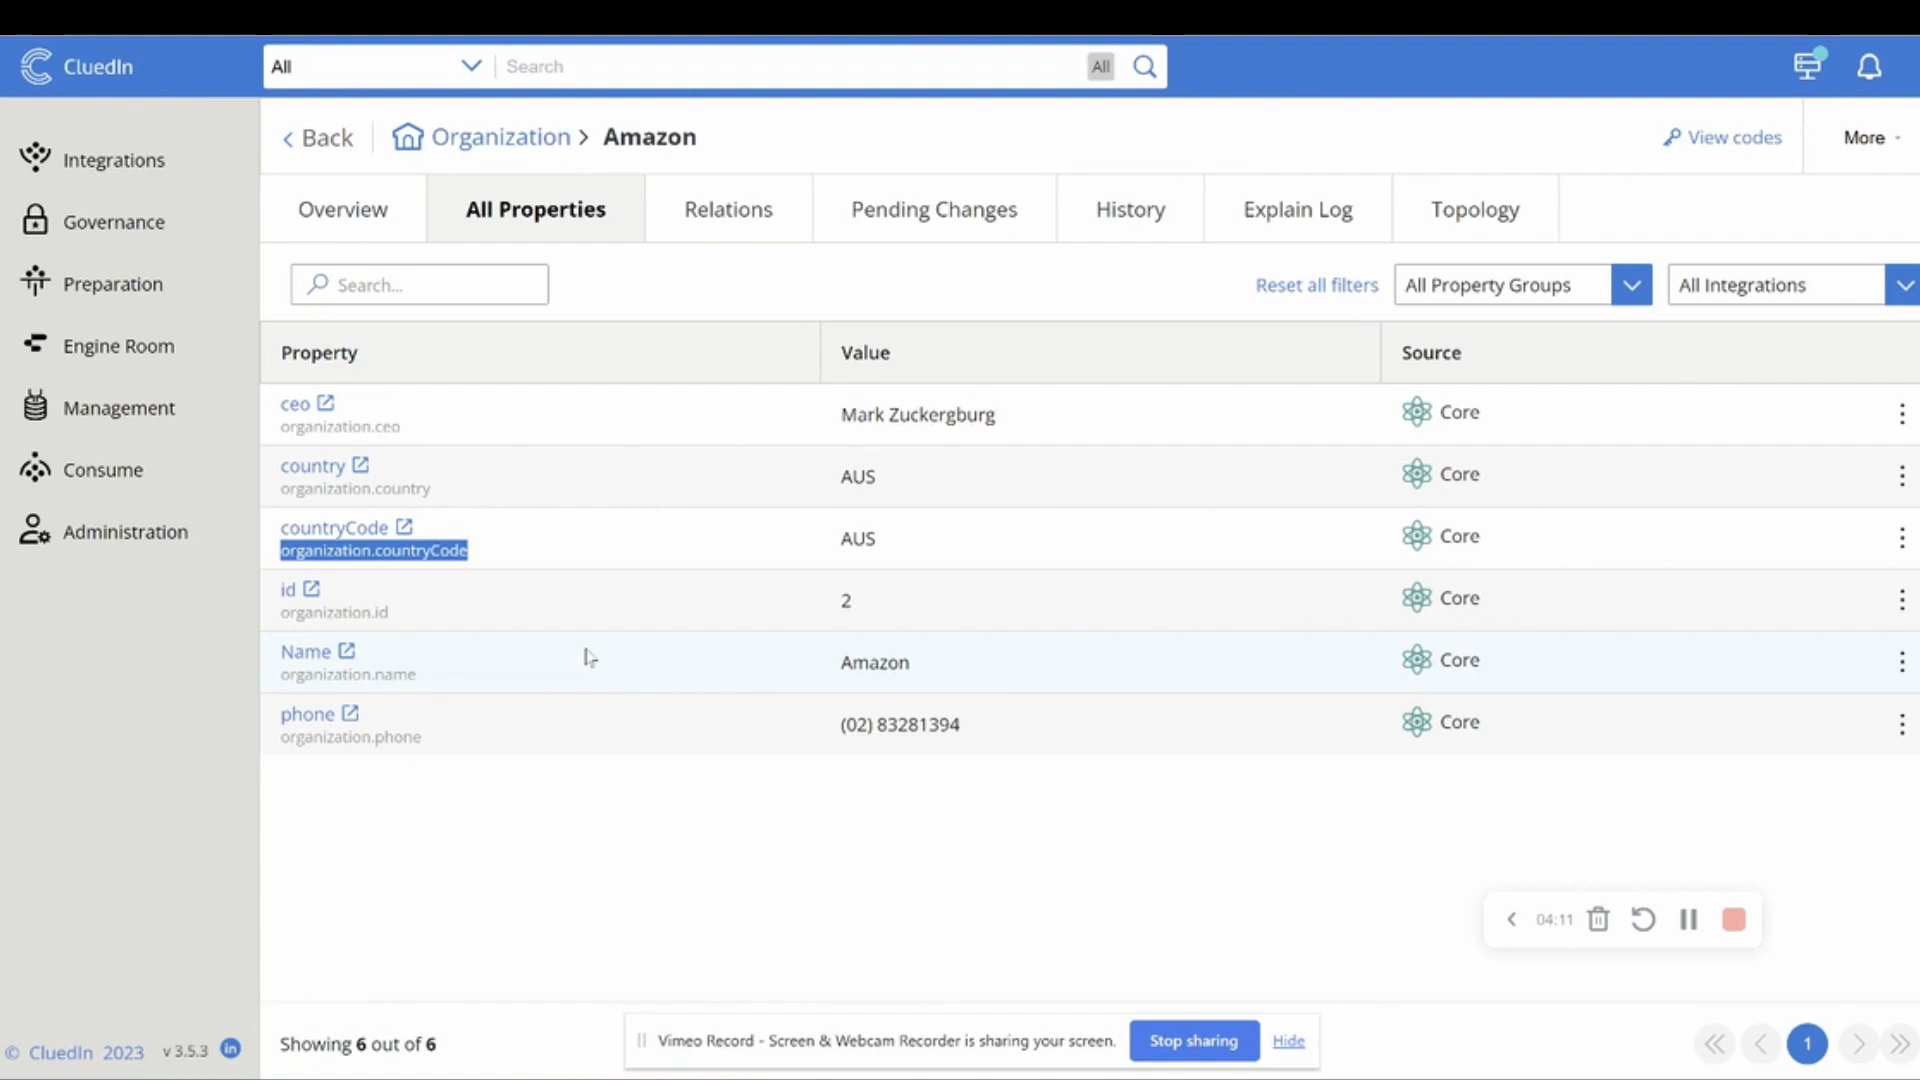 CluedIn
All
Search
All
Integrations
Governance
Preparation
Engine Room
Management
Consume
Administration
Back
Organization > Amazon
View codes
More
Overview
All Properties
Relations
Pending Changes
History
Explain Log
Topology
Search...
Reset all filters
All Property Groups
All Integrations
Property
Value
Source
ceo
organization.ceo
Mark Zuckergburg
Core
country
organization.country
AUS
Core
countryCode
organization.countryCode
AUS
Core
id
organization.id
2
Core
Name
organization.name
Amazon
Core
phone
organization.phone
(02) 83281394
Core
04:11
Showing 6 out of 6
Vimeo Record - Screen & Webcam Recorder is sharing your screen.
Stop sharing
Hide
1
© CluedIn 2023 v 3.5.3
in